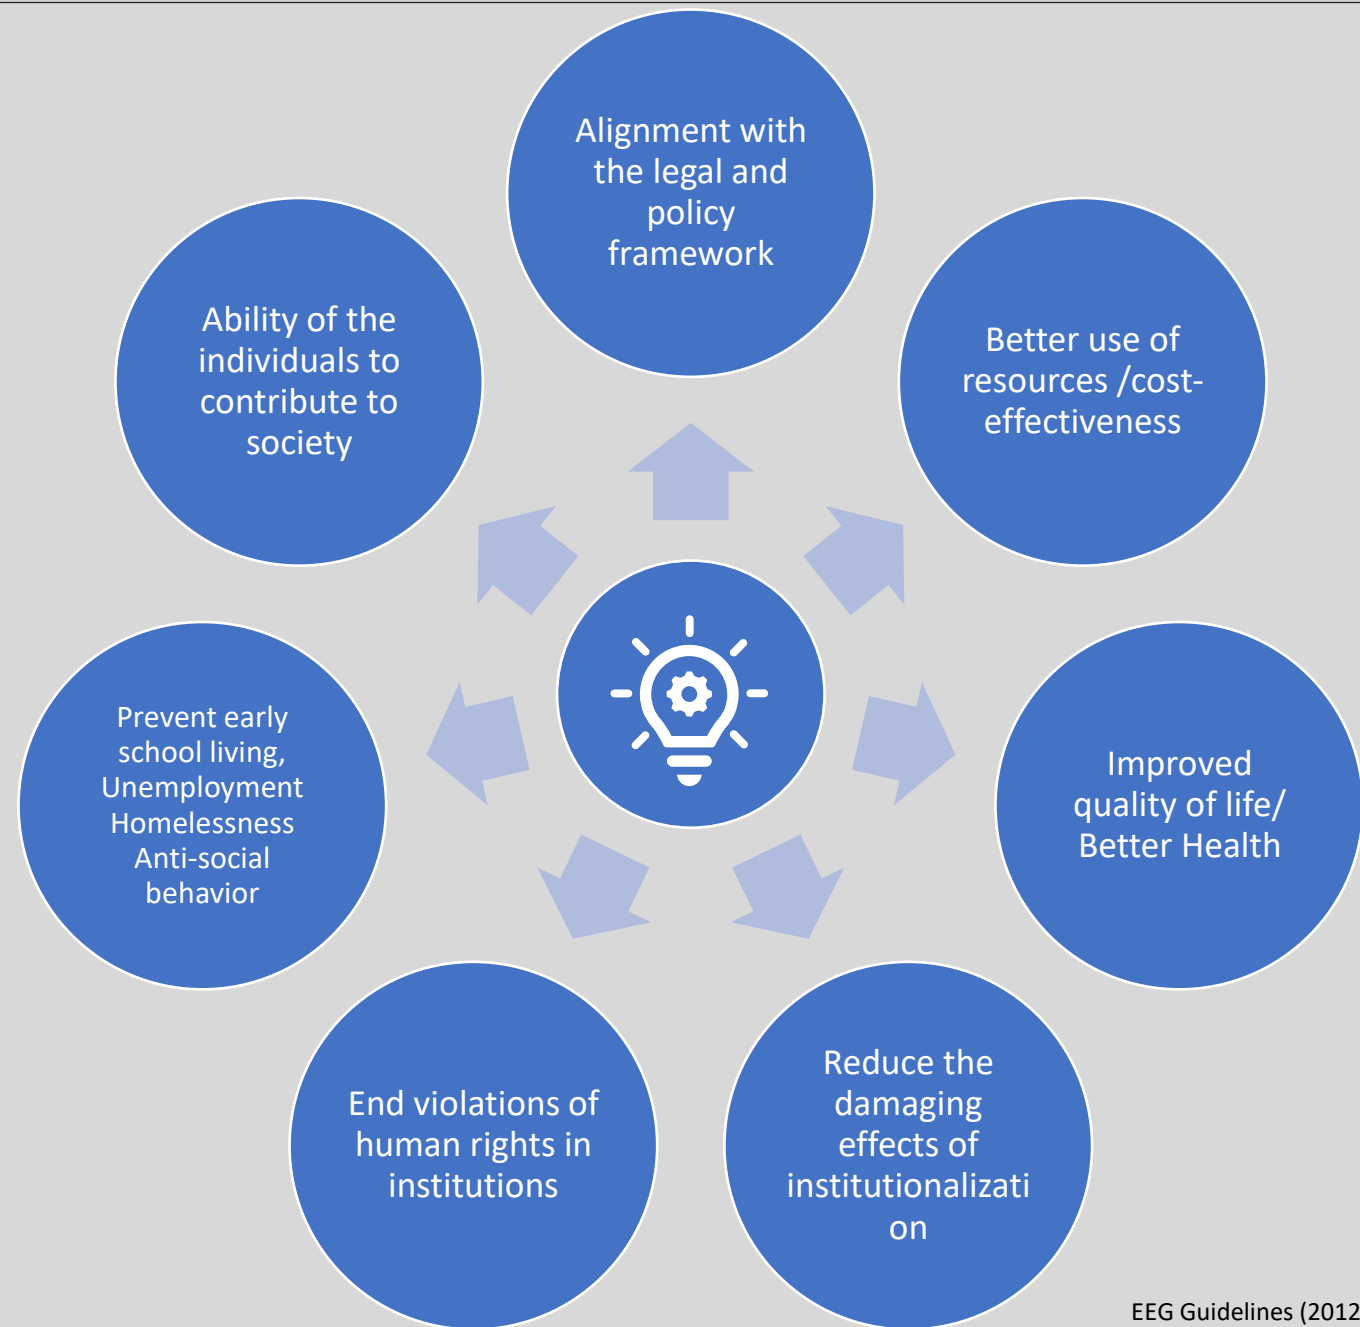 Alignment with
the legal and
policy
framework
Better use of
resources /cost-
effectiveness
Improved
quality of life/
Better Health
Reduce the
damaging
effects of
institutionalizati
on
End violations of
human rights in
institutions
Prevent early
school living,
Unemployment
Homelessness
Anti-social
behavior
Ability of the
individuals to
contribute to
society
EEG Guidelines (2012